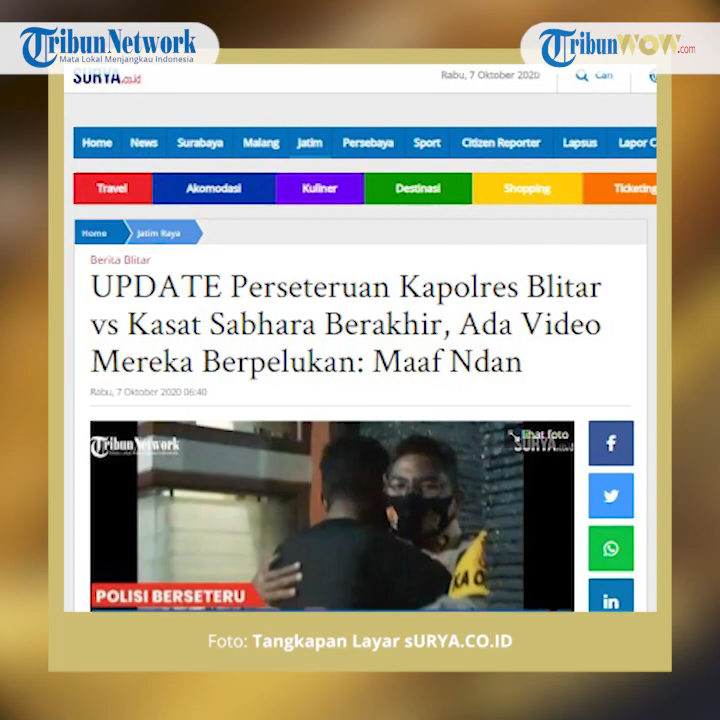 TribunNetwork
Mata Lokal Menjangkau Indonesia
TribunWOW.com
SURYA.co.id
Rabu, 7 Oktober 2020
Cari
Home News Surabaya Malang Jatim Persebaya Sport Citizen Reporter Lapsus Lapor C
Travel Akomodasi Kuliner Destinasi Shopping Ticketing
Home Jatim Raya
Berita Blitar
UPDATE Perseteruan Kapolres Blitar
vs Kasat Sabhara Berakhir, Ada Video
Mereka Berpelukan: Maaf Ndan
Rabu, 7 Oktober 2020 06:40
TribunNetwork
lihat foto
SURYA.co.id
POLISI BERSETERU
f
in
Foto: Tangkapan Layar sURYA.CO.ID